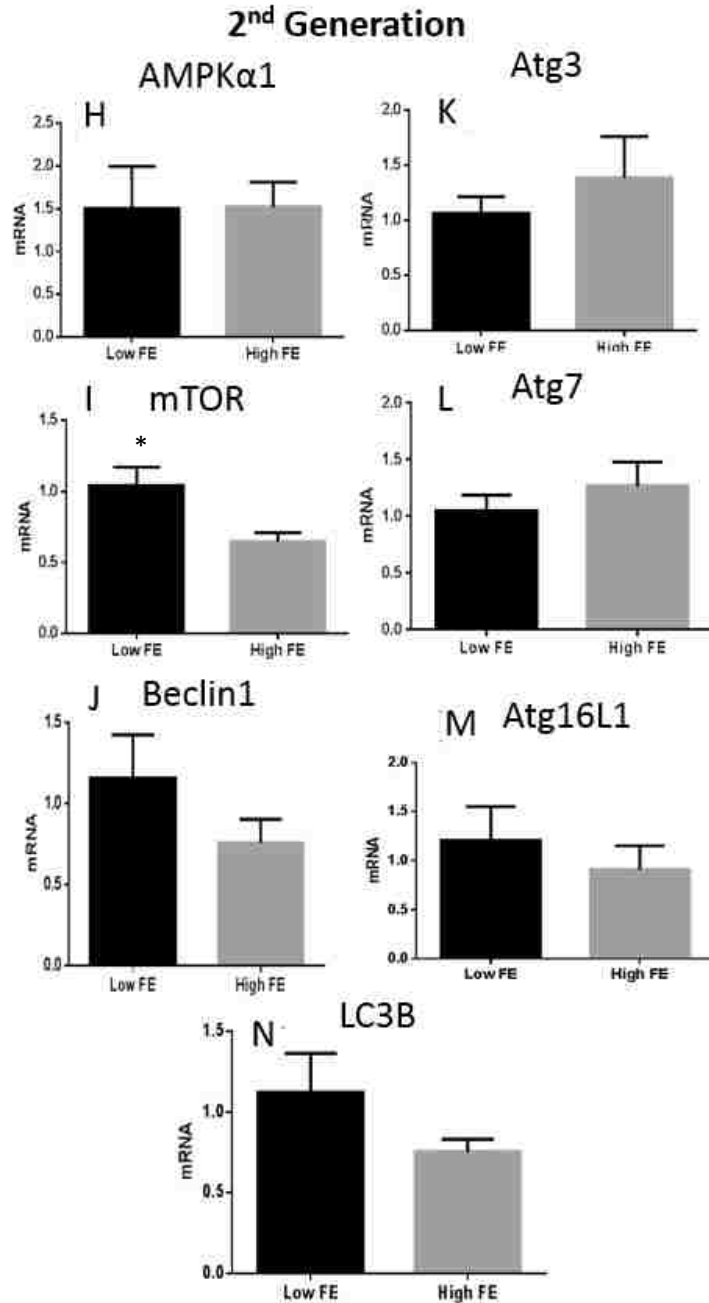 2nd Generation
AMPKα1
H
2.5
2.0
1.5
1.0
0.5
0.0
mRNA
Low FE
High FE
Atg3
K
2.0
1.5
1.0
0.5
0.0
mRNA
Low FE
High FE
I
mTOR
1.5
1.0
0.5
0.0
mRNA
*
Low FE
High FE
L
Atg7
2.0
1.5
1.0
0.5
0.0
mRNA
Low FE
High FE
J
Beclin1
1.5
1.0
0.5
0.0
mRNA
Low FE
High FE
M
Atg16L1
2.0
1.5
1.0
0.5
0.0
mRNA
Low FE
High FE
N
LC3B
1.5
1.0
0.5
0.0
mRNA
Low FE
High FE